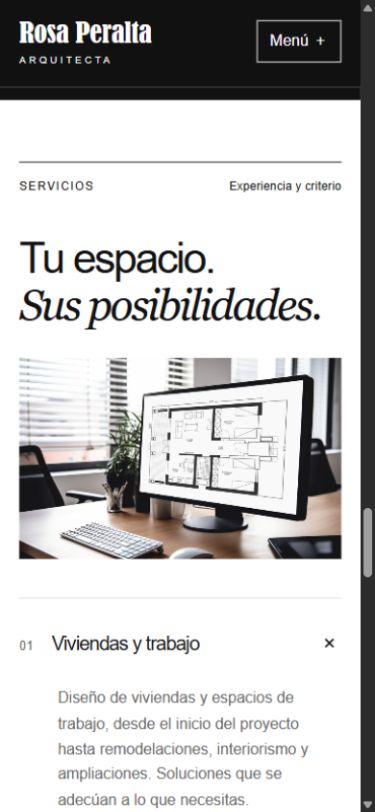 Rosa Peralta
ARQUITECTA
Menú +
SERVICIOS
Experiencia y criterio
Tu espacio.
Sus posibilidades.
01 Viviendas y trabajo ×
Diseño de viviendas y espacios de
trabajo, desde el inicio del proyecto
hasta remodelaciones, interiorismo y
ampliaciones. Soluciones que se
adecúan a lo que necesitas.